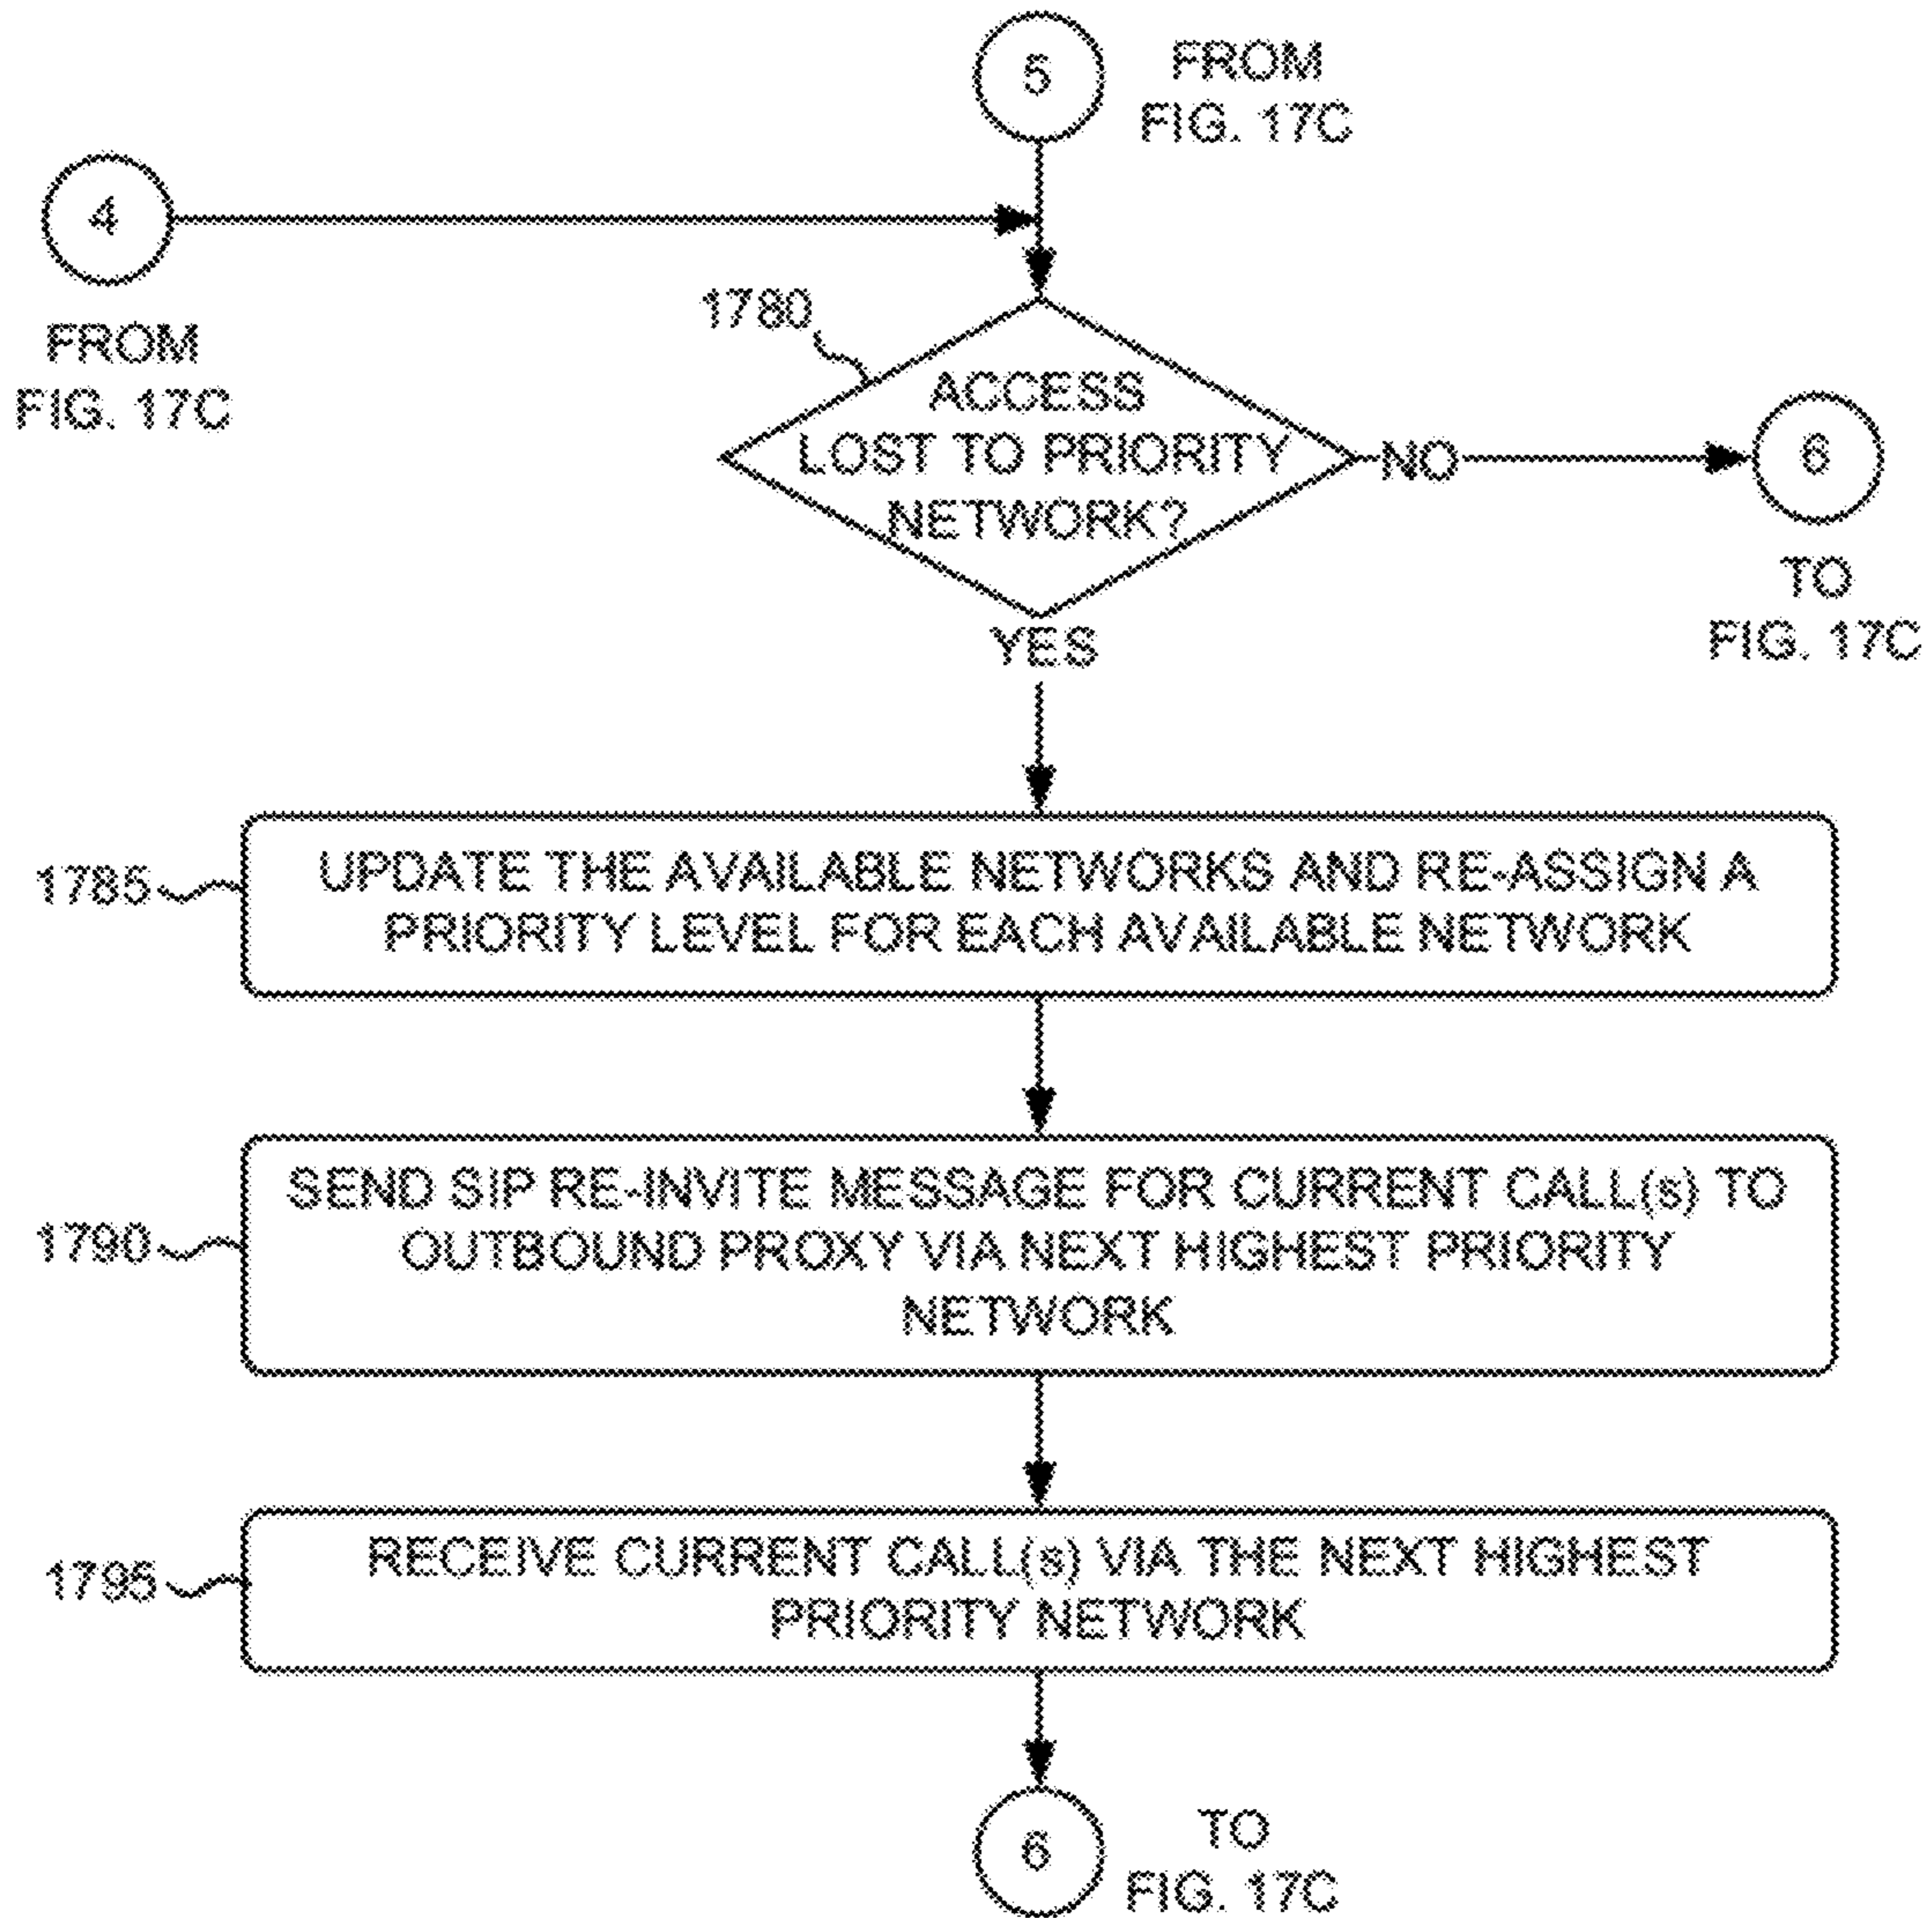 5
FROM
FIG. 17C
4
FROM
FIG. 17C
1780
ACCESS
LOST TO PRIORITY
NETWORK?
NO
6
TO
FIG. 17C
YES
1785
UPDATE THE AVAILABLE NETWORKS AND RE-ASSIGN A
PRIORITY LEVEL FOR EACH AVAILABLE NETWORK
1790
SEND SIP RE-INVITE MESSAGE FOR CURRENT CALL(s) TO
OUTBOUND PROXY VIA NEXT HIGHEST PRIORITY
NETWORK
1795
RECEIVE CURRENT CALL(s) VIA THE NEXT HIGHEST
PRIORITY NETWORK
6
TO
FIG. 17C